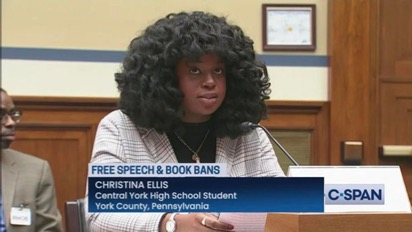 FREE SPEECH & BOOK BANS
CHRISTINA ELLIS
Central York High School Student
York County, Pennsylvania
C-SPAN